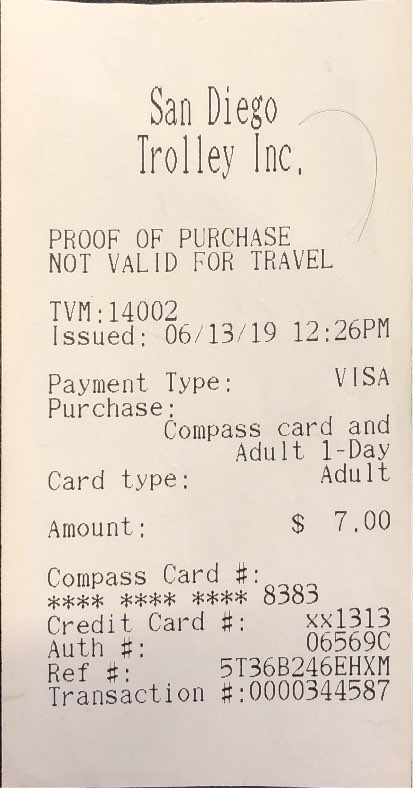 San Diego
Trolley Inc.
PROOF OF PURCHASE
NOT VALID FOR TRAVEL
TVM:14002
Issued: 06/13/19 12:26PM
Payment Type: VISA
Purchase:
Compass card and
Adult 1-Day
Card type: Adult
Amount: $ 7.00
Compass Card #:
**** **** **** 8383
Credit Card #: xx1313
Auth #: 06569C
Ref #: 5T36B246EHXM
Transaction #:0000344587